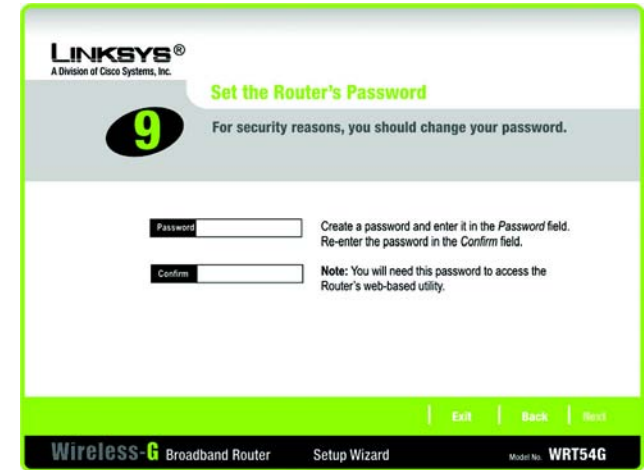 LINKSYS®
A Division of Cisco Systems, Inc.
Set the Router's Password
9
For security reasons, you should change your password.
Password
Create a password and enter it in the Password field.
Re-enter the password in the Confirm field.
Confirm
Note: You will need this password to access the
Router's web-based utility.
Exit
Back
Next
Wireless-G Broadband Router
Setup Wizard
Model No. WRT54G